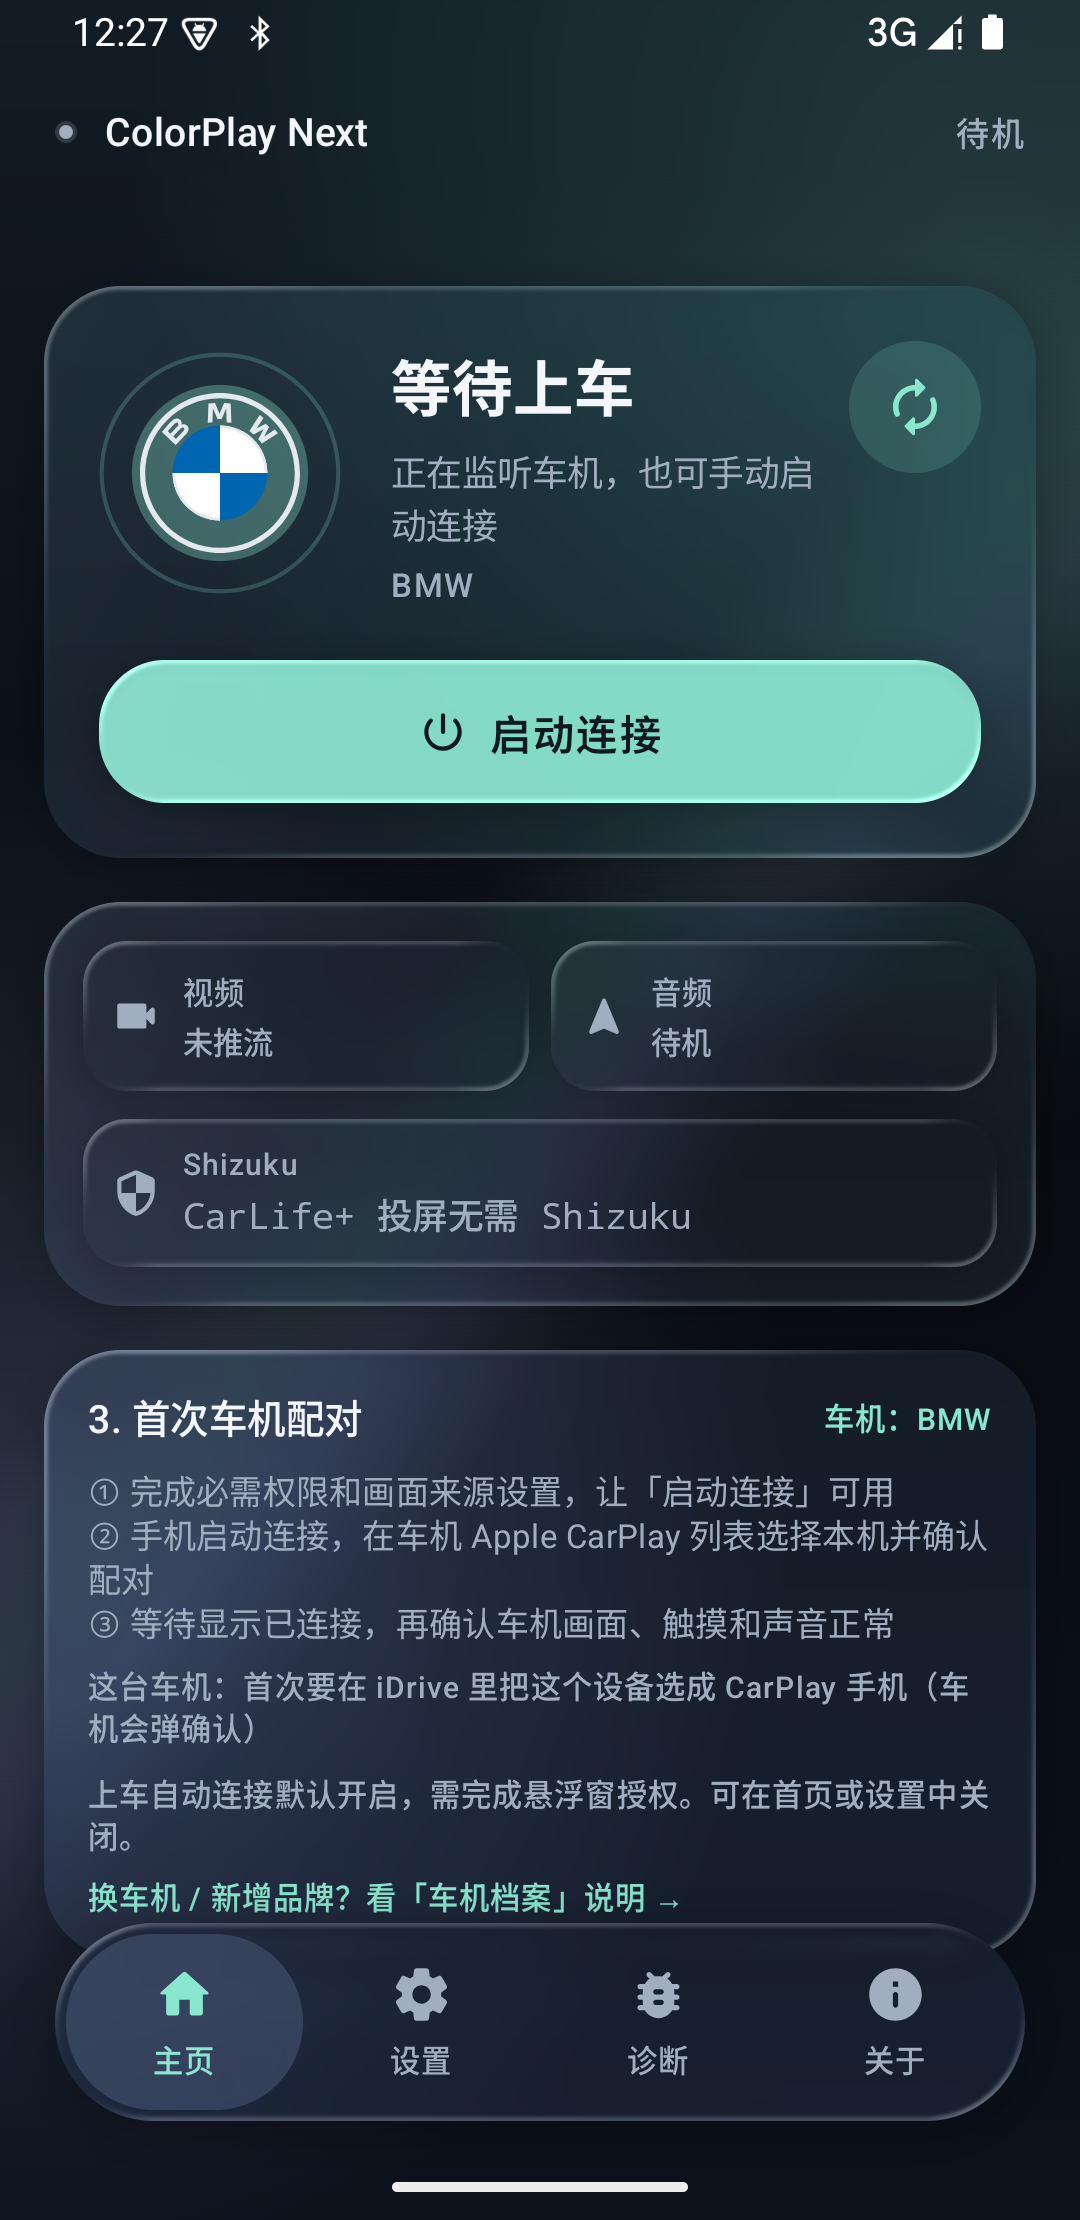 12:27
3G
ColorPlay Next
待机
B M W
等待上车
正在监听车机，也可手动启
动连接
BMW
启动连接
视频
未推流
音频
待机
Shizuku
CarLife+ 投屏无需 Shizuku
3. 首次车机配对
车机：BMW
① 完成必需权限和画面来源设置，让「启动连接」可用
② 手机启动连接，在车机 Apple CarPlay 列表选择本机并确认
配对
③ 等待显示已连接，再确认车机画面、触摸和声音正常
这台车机：首次要在 iDrive 里把这个设备选成 CarPlay 手机（车
机会弹确认）
上车自动连接默认开启，需完成悬浮窗授权。可在首页或设置中关
闭。
换车机 / 新增品牌？看「车机档案」说明 →
主页
设置
诊断
关于